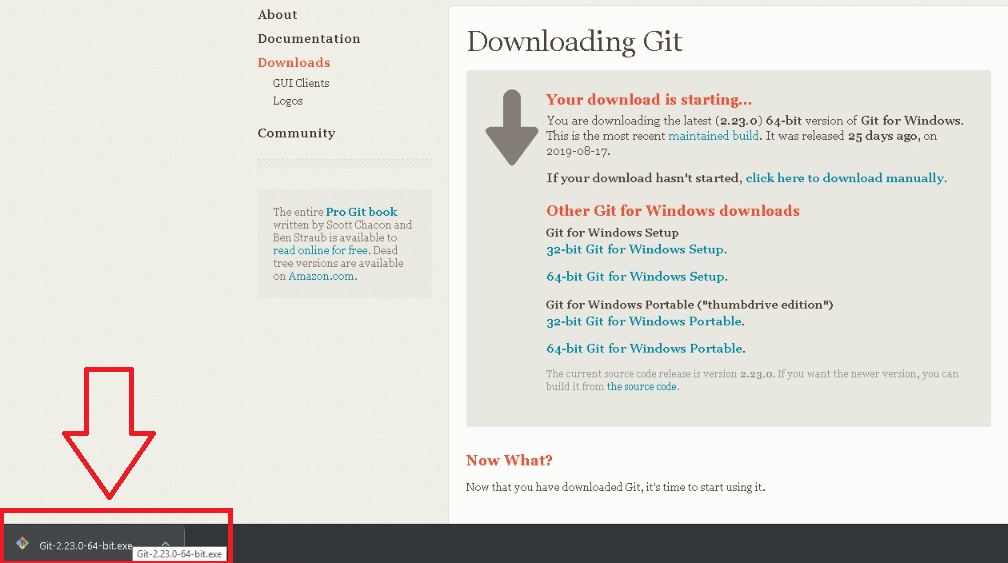 About
Documentation
Downloads
GUI Clients
Logos
Community
The entire Pro Git book
written by Scott Chacon and
Ben Straub is available to
read online for free. Dead
tree versions are available
on Amazon.com.
Downloading Git
Your download is starting...
You are downloading the latest (2.23.0) 64-bit version of Git for Windows.
This is the most recent maintained build. It was released 25 days ago, on
2019-08-17.
If your download hasn't started, click here to download manually.
Other Git for Windows downloads
Git for Windows Setup
32-bit Git for Windows Setup.
64-bit Git for Windows Setup.
Git for Windows Portable ("thumbdrive edition")
32-bit Git for Windows Portable.
64-bit Git for Windows Portable.
The current source code release is version 2.23.0. If you want the newer version, you can
build it from the source code.
Now What?
Now that you have downloaded Git, it's time to start using it.
Git-2.23.0-64-bit.exe
Git-2.23.0-64-bit.exe